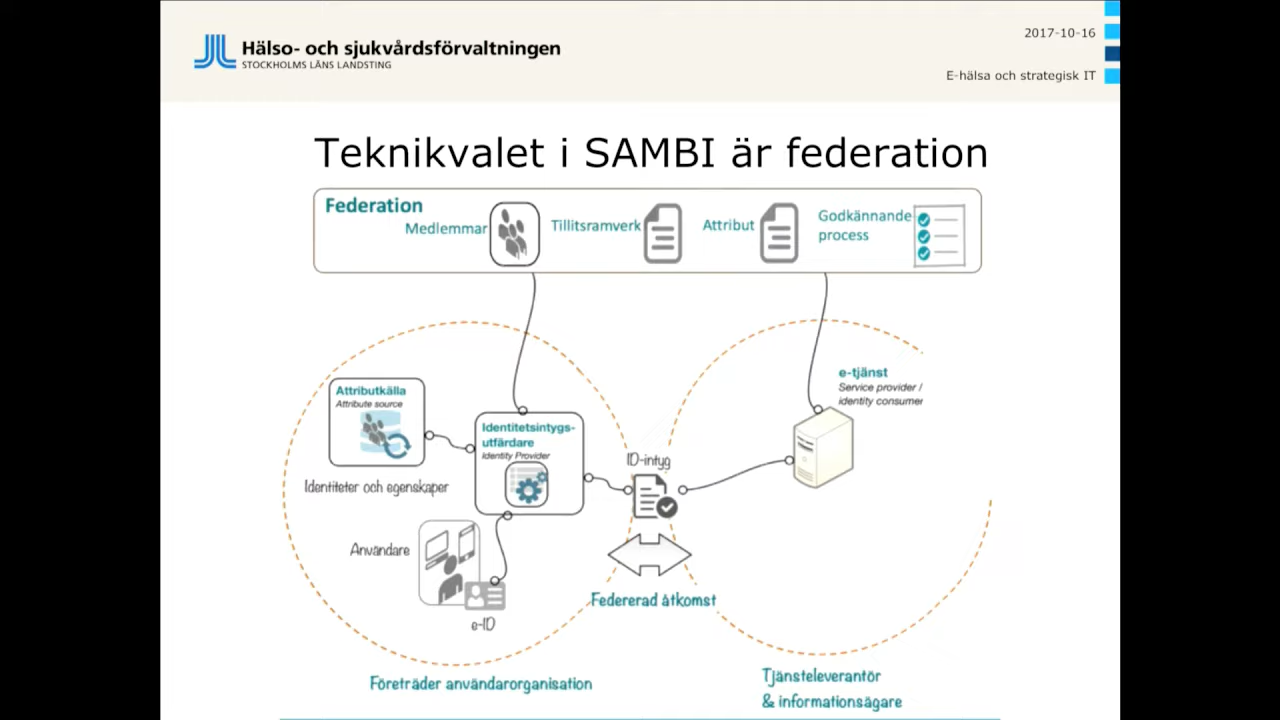 Hälso- och sjukvårdsförvaltningen
STOCKHOLMS LÄNS LANDSTING
2017-10-16
E-hälsa och strategisk IT
Teknikvalet i SAMBI är federation
Federation
Medlemmar
Tillitsramverk
Attribut
Godkännande
process
Attributkälla
Attribute source
Identiteter och egenskaper
Identitetsintygs-
utfärdare
Identity Provider
Användare
e-ID
ID-intyg
Federerad åtkomst
e-tjänst
Service provider /
identity consumer
Företräder användarorganisation
Tjänsteleverantör
& informationsägare